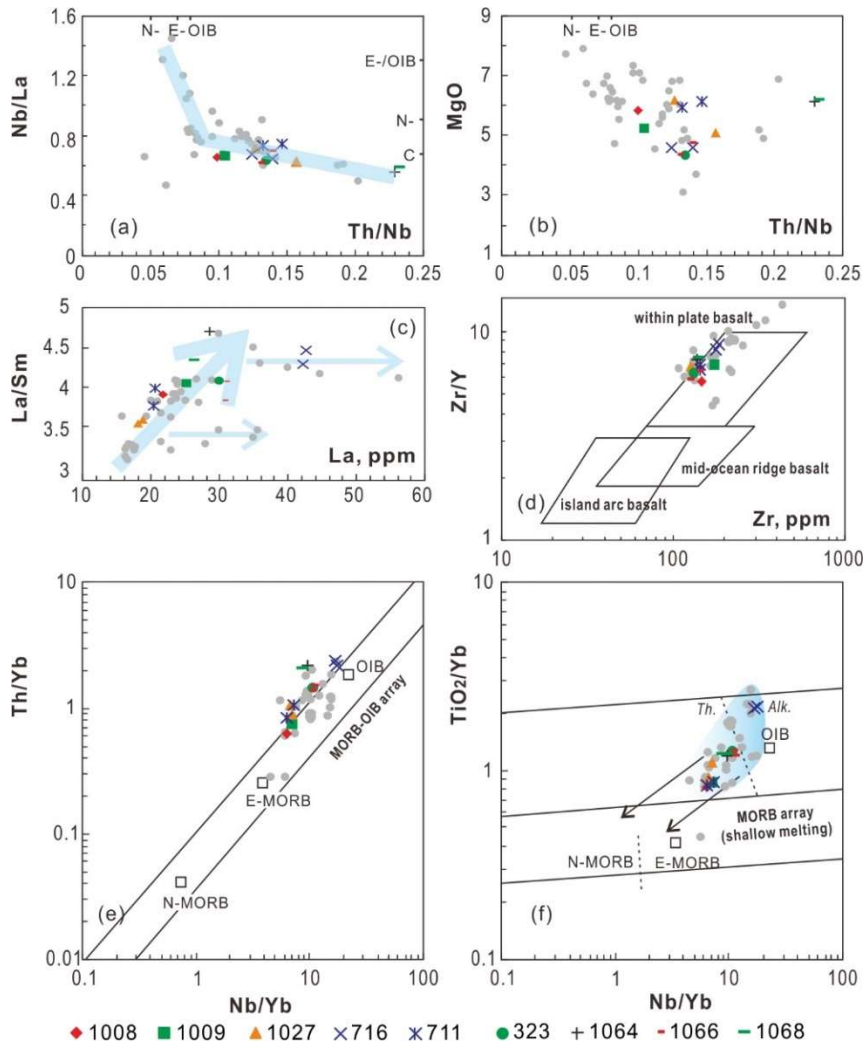 N- E- OIB
1.6
1.2
0.8
0.4
0
Nb/La
E-/OIB
N-
C
(a)
Th/Nb
0 0.05 0.10 0.15 0.20 0.25
N- E- OIB
9
7
5
3
1
MgO
(b)
Th/Nb
0 0.05 0.1 0.15 0.2 0.25
5
4.5
4
3.5
3
La/Sm
(c)
La, ppm
10 20 30 40 50 60
10
1
Zr/Y
within plate basalt
mid-ocean ridge basalt
island arc basalt
(d)
Zr, ppm
10 100 1000
10
1
0.1
0.01
Th/Yb
OIB
MORB-OIB array
E-MORB
N-MORB
(e)
0.1 1 10 100
Nb/Yb
10
1
0.1
TiO2/Yb
Th. Alk.
OIB
MORB array
(shallow melting)
N-MORB E-MORB
(f)
0.1 1 10 100
Nb/Yb
1008 1009 1027 716 711 323 1064 1066 1068